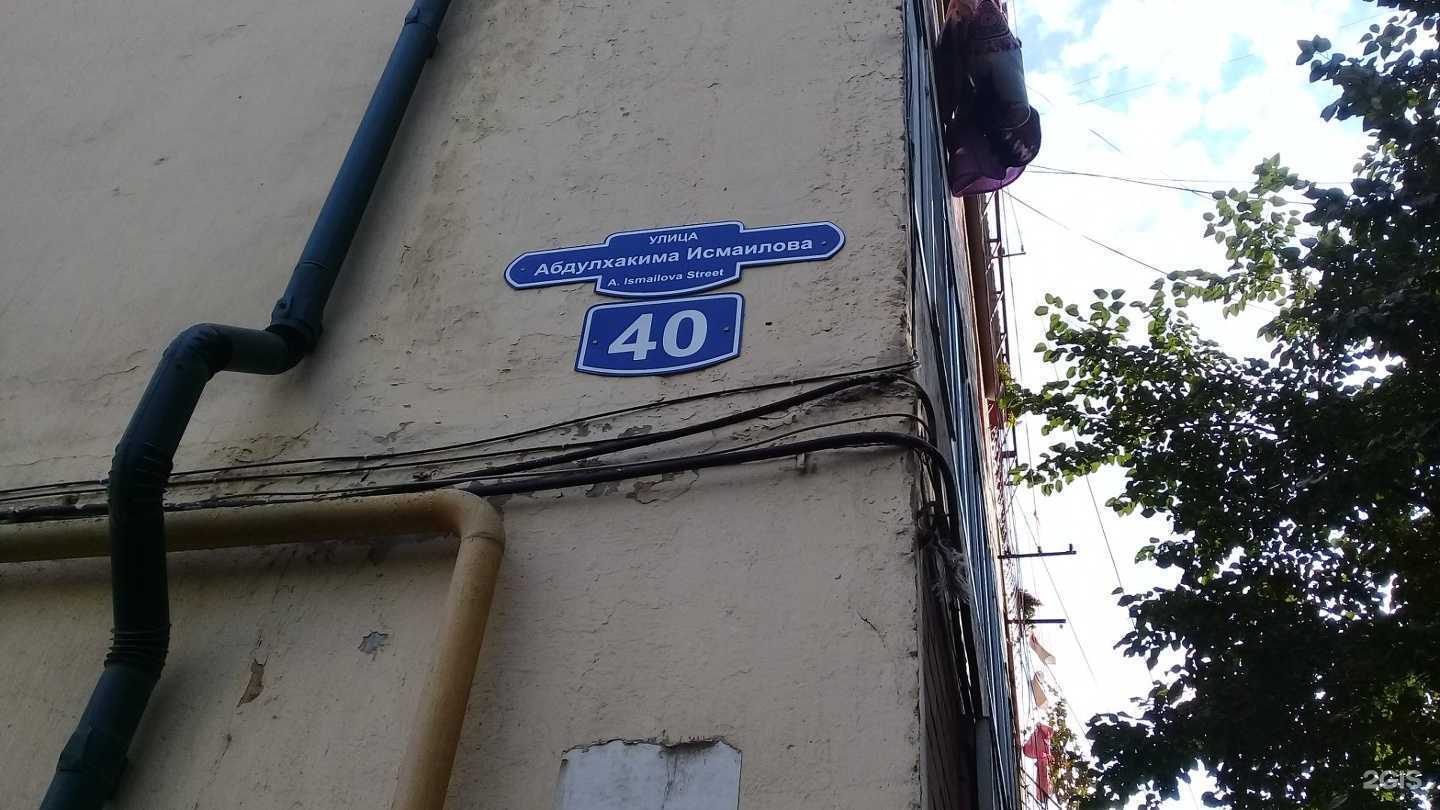 УЛИЦА
Абдулхакима Исмаилова
A. Ismailova Street
40
2GIS